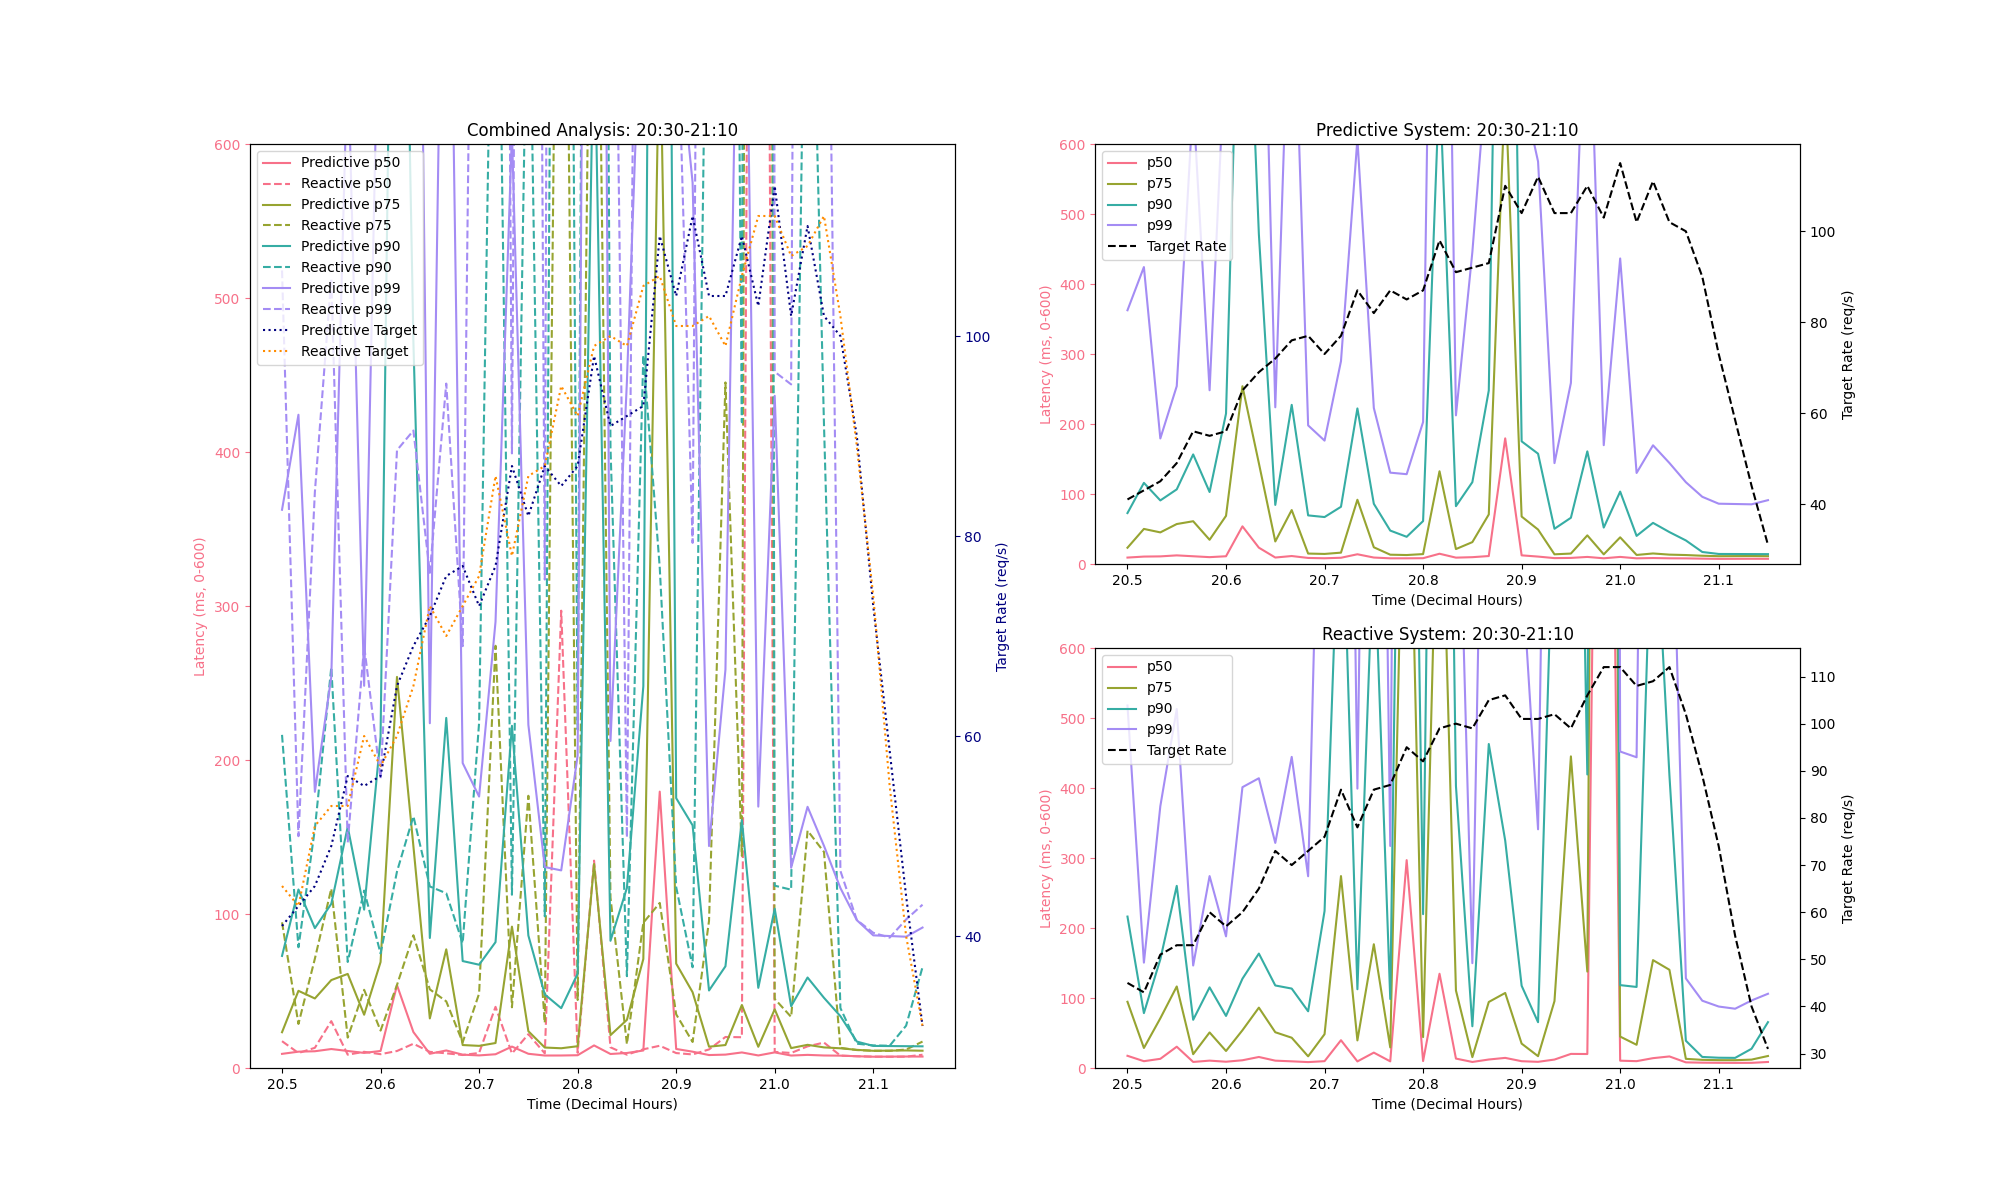 Combined Analysis: 20:30-21:10
600
500
400
300
200
100
0
Latency (ms, 0-600)
Predictive p50
Reactive p50
Predictive p75
Reactive p75
Predictive p90
Reactive p90
Predictive p99
Reactive p99
Predictive Target
Reactive Target
100
80
60
40
Target Rate (req/s)
20.5 20.6 20.7 20.8 20.9 21.0 21.1
Time (Decimal Hours)
Predictive System: 20:30-21:10
600
500
400
300
200
100
0
Latency (ms, 0-600)
p50
p75
p90
p99
Target Rate
100
80
60
40
Target Rate (req/s)
20.5 20.6 20.7 20.8 20.9 21.0 21.1
Time (Decimal Hours)
Reactive System: 20:30-21:10
600
500
400
300
200
100
0
Latency (ms, 0-600)
p50
p75
p90
p99
Target Rate
110
100
90
80
70
60
50
40
30
Target Rate (req/s)
20.5 20.6 20.7 20.8 20.9 21.0 21.1
Time (Decimal Hours)